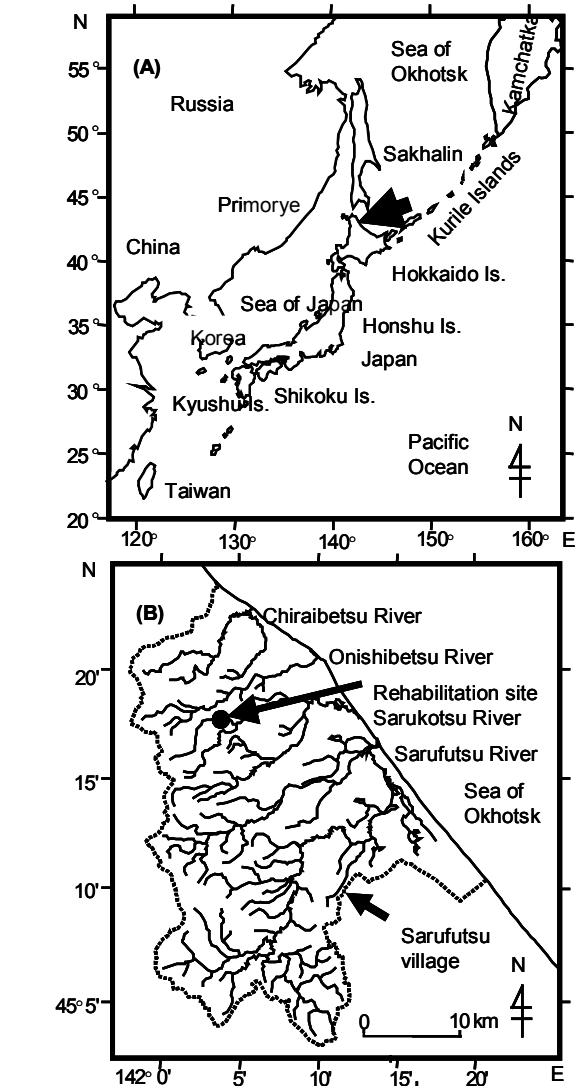 N
(A)
Sea of
Okhotsk
Kamchatka
55°
Russia
50°
Sakhalin
45°
Primorye
Kurile Islands
China
40°
Hokkaido Is.
Sea of Japan
35°
Korea
Honshu Is.
Japan
30°
Kyushu Is.
Shikoku Is.
N
Pacific
Ocean
25°
Taiwan
20°
120° 130° 140° 150° 160° E
N
(B)
Chiraibetsu River
Onishibetsu River
20'
Rehabilitation site
Sarukotsu River
Sarufutsu River
15'
Sea of
Okhotsk
10'
Sarufutsu
village
N
45° 5'
0 10 km
142° 0' 5' 10' 15' 20' E